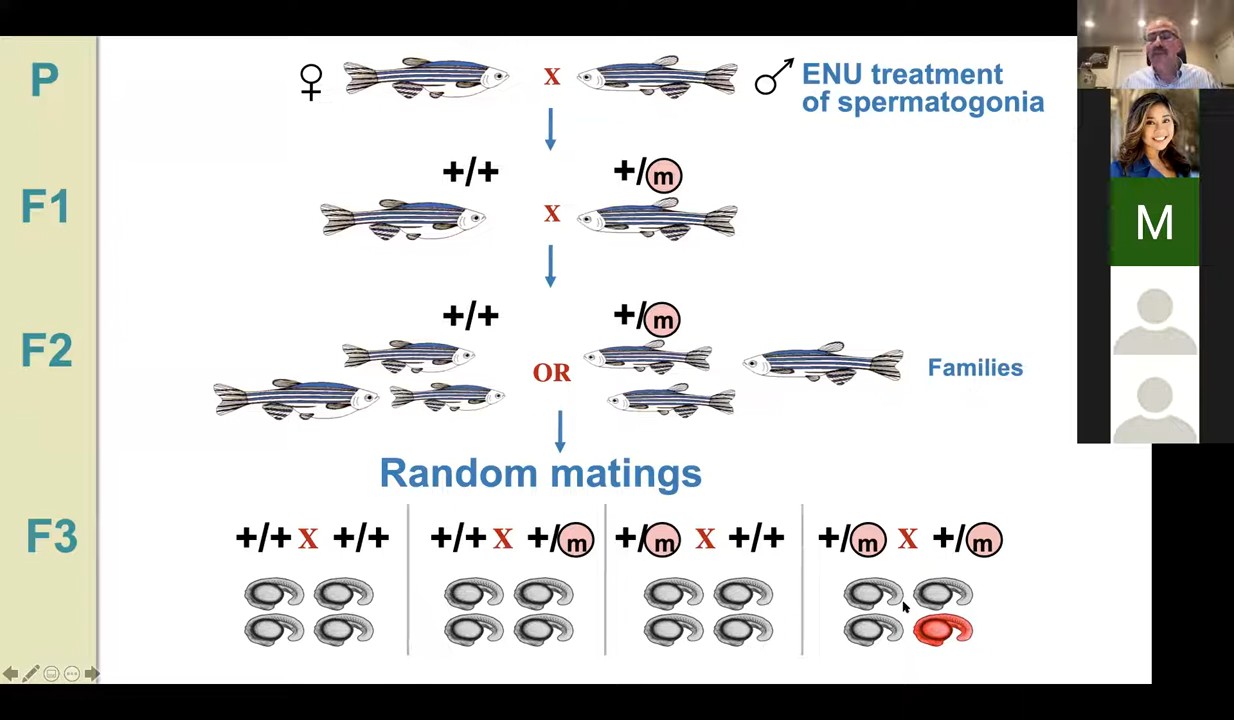 P
♀ X ♂ ENU treatment
of spermatogonia
+/+ +/m
F1
X
+/+ +/m
F2
OR
Families
Random matings
F3
+/+ X +/+
+/+ X +/m
+/m X +/+
+/m X +/m
M